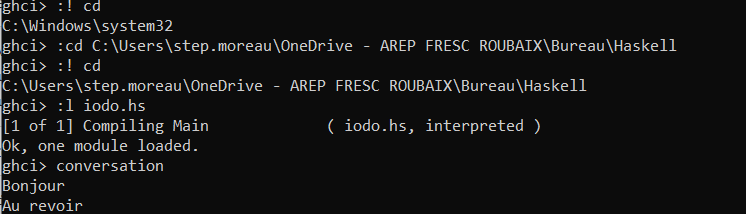 ghci> :! cd
C:\Windows\system32
ghci> :cd C:\Users\step.moreau\OneDrive - AREP FRESC ROUBAIX\Bureau\Haskell
ghci> :! cd
C:\Users\step.moreau\OneDrive - AREP FRESC ROUBAIX\Bureau\Haskell
ghci> :l iodo.hs
[1 of 1] Compiling Main             ( iodo.hs, interpreted )
Ok, one module loaded.
ghci> conversation
Bonjour
Au revoir